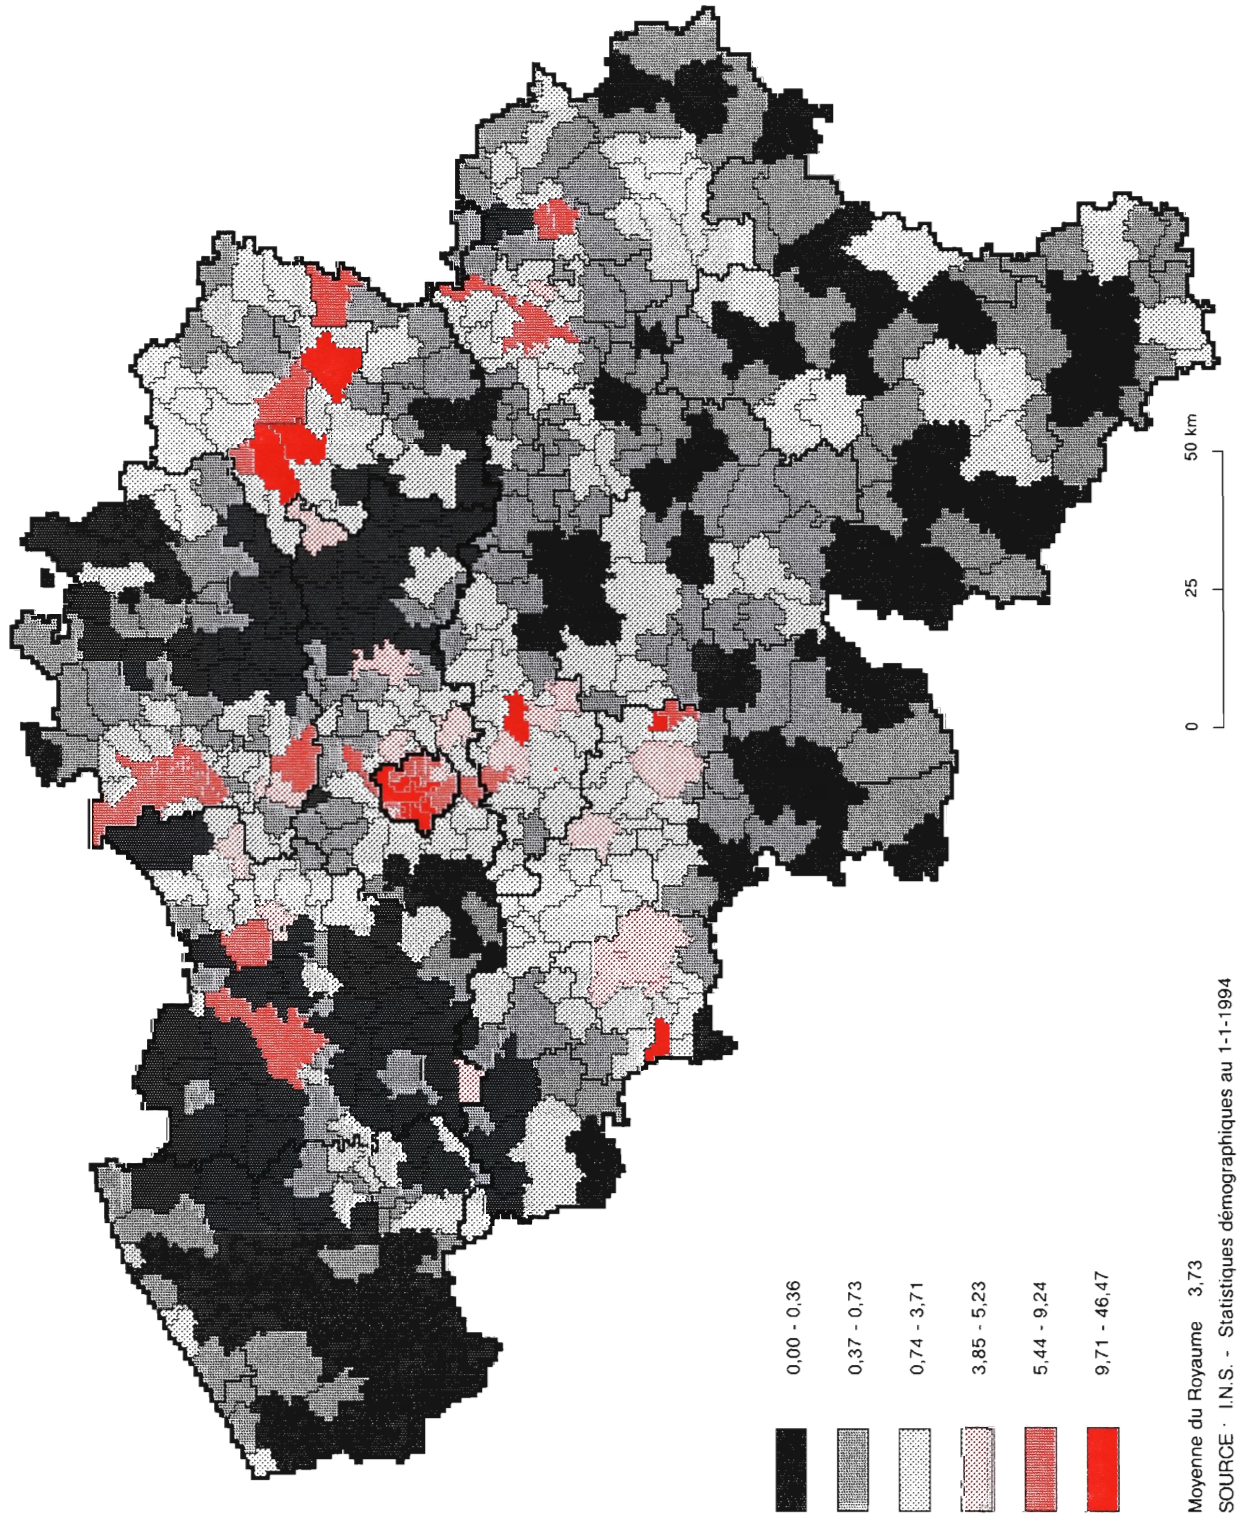 0,00 - 0,36
0,37 - 0,73
0,74 - 3,71
3,85 - 5,23
5,44 - 9,24
9,71 - 46,47
0 25 50 km
Moyenne du Royaume 3,73
SOURCE · I.N.S. - Statistiques démographiques au 1-1-1994